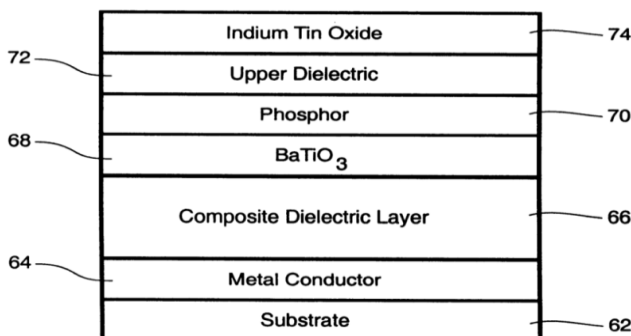 Indium Tin Oxide 74
72 Upper Dielectric
Phosphor 70
68 BaTiO3
Composite Dielectric Layer 66
64 Metal Conductor
Substrate 62